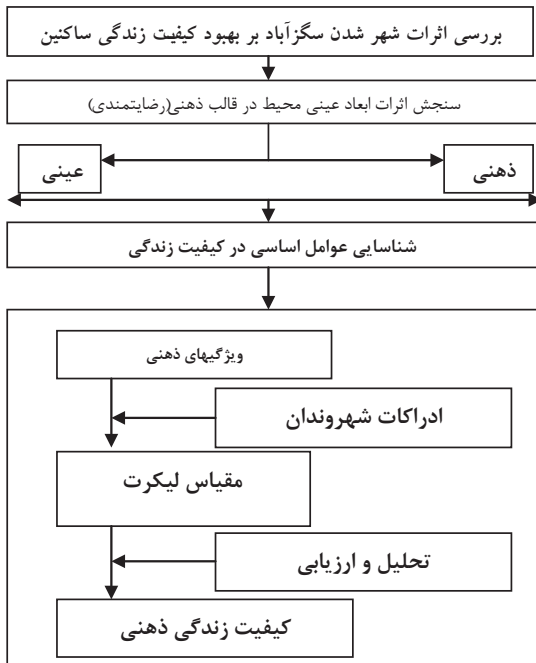 بررسی اثرات شهر شدن سگزآباد بر بهبود کیفیت زندگی ساکنین
سنجش اثرات ابعاد عینی محیط در قالب ذهنی(رضایتمندی)
ذهنی
عینی
شناسایی عوامل اساسی در کیفیت زندگی
ویژگیهای ذهنی
ادراکات شهروندان
مقیاس لیکرت
تحلیل و ارزیابی
کیفیت زندگی ذهنی